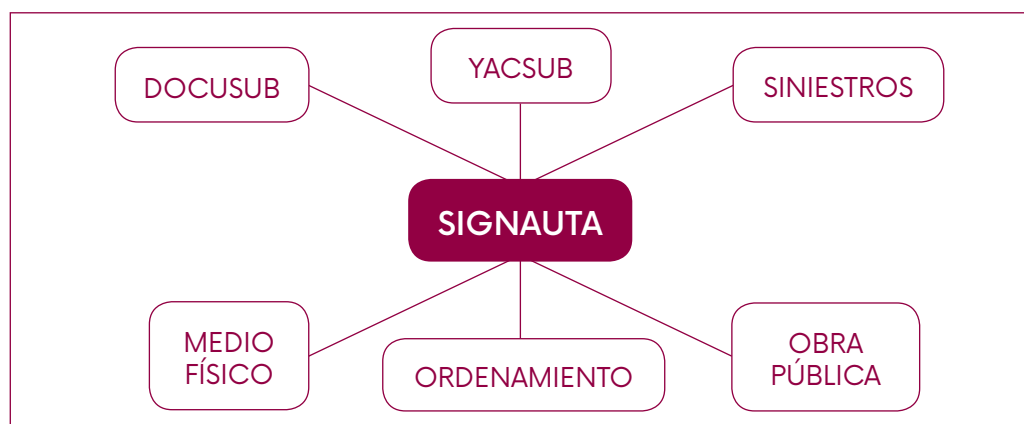 DOCUSUB
YACSUB
SINIESTROS
SIGNAUTA
MEDIO
FÍSICO
ORDENAMIENTO
OBRA
PÚBLICA